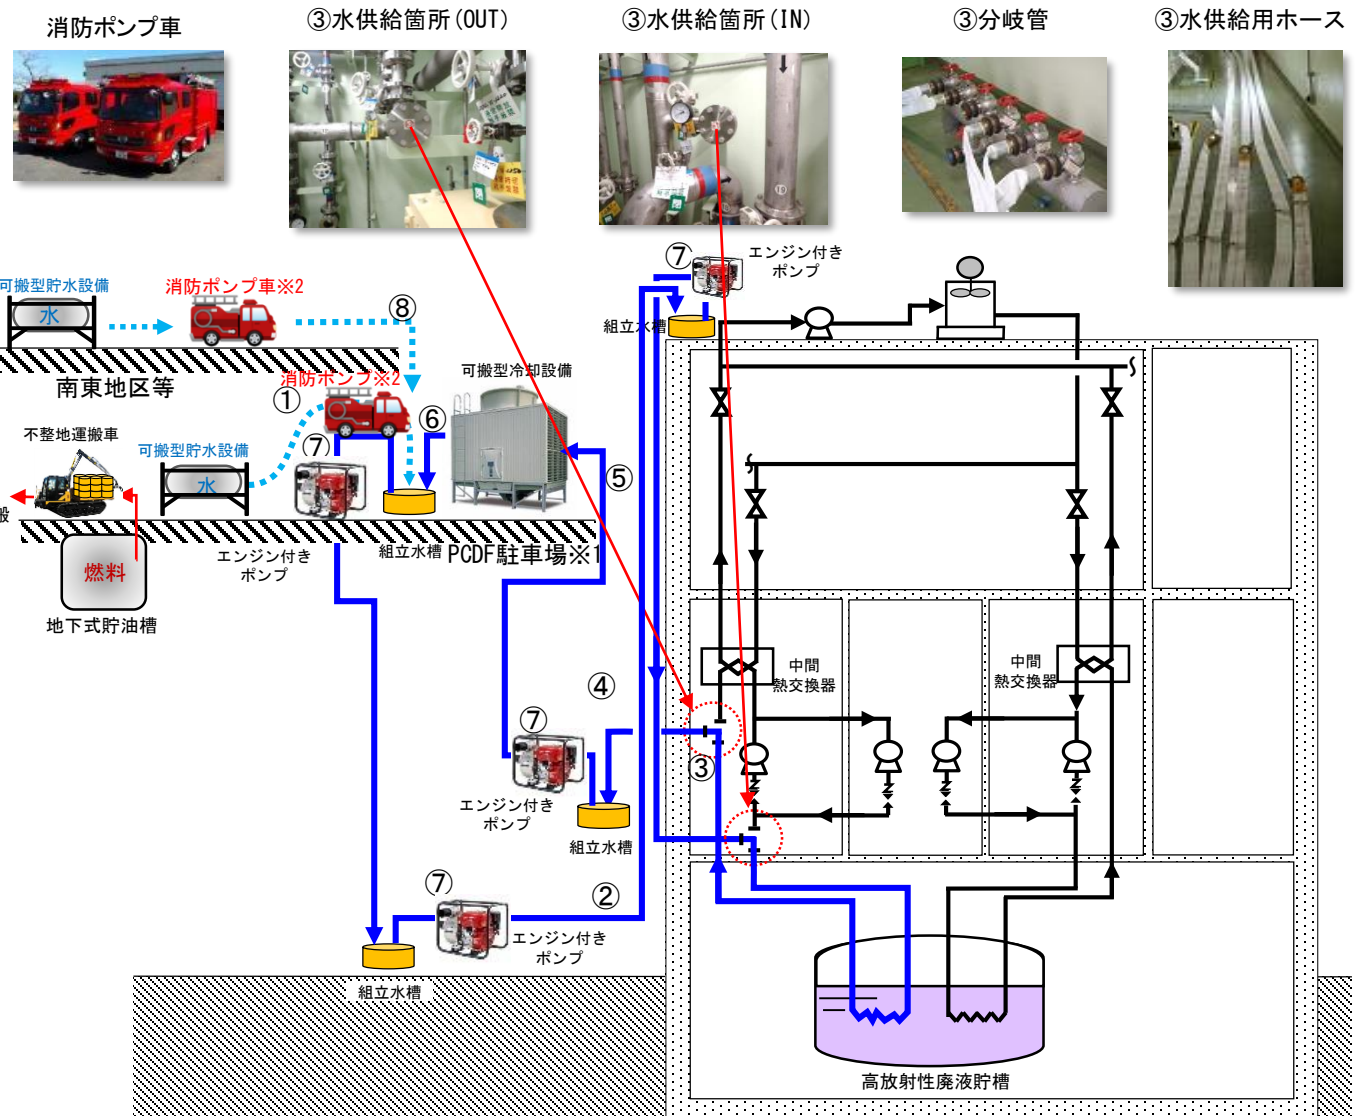 消防ポンプ車
③水供給箇所(OUT)
③水供給箇所(IN)
③分岐管
③水供給用ホース
⑦
エンジン付き
ポンプ
組立水槽
可搬型貯水設備
水
消防ポンプ車※2
⑧
南東地区等
消防ポンプ※2
①
⑦
⑥
可搬型冷却設備
⑤
不整地運搬車
可搬型貯水設備
水
搬
燃料
地下式貯油槽
エンジン付き
ポンプ
組立水槽
PCDF駐車場※1
中間
熱交換器
中間
熱交換器
④
⑦
③
エンジン付き
ポンプ
組立水槽
⑦
②
エンジン付き
ポンプ
組立水槽
高放射性廃液貯槽